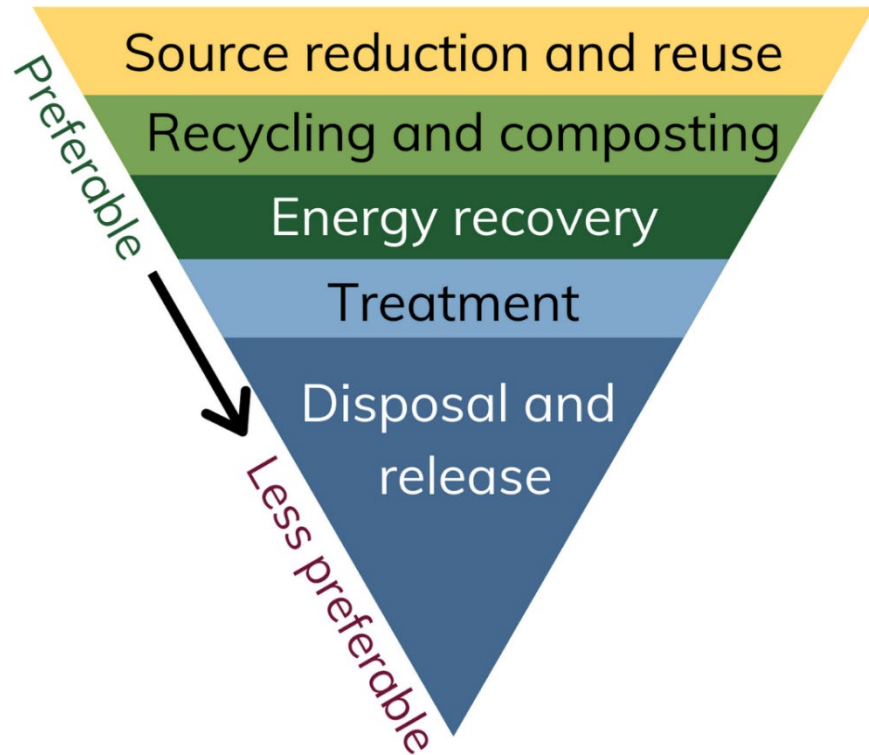 Source reduction and reuse
Recycling and composting
Energy recovery
Treatment
Disposal and
release
Preferable
Less preferable